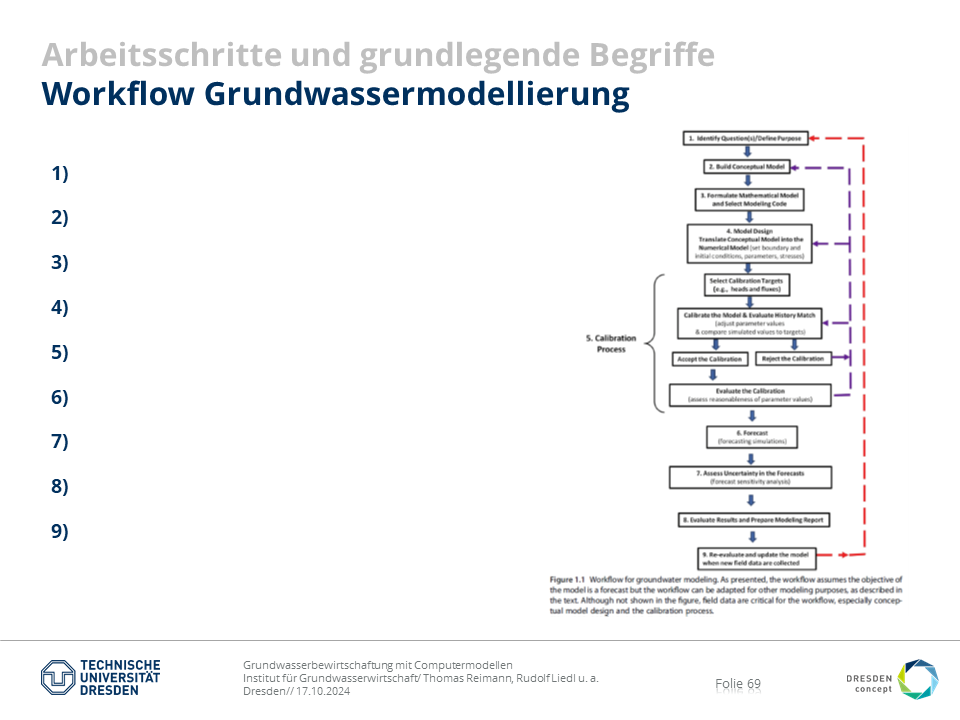 Arbeitsschritte und grundlegende Begriffe
Workflow Grundwassermodellierung
1)
2)
3)
4)
5)
6)
7)
8)
9)
1. Identify Question(s)/Define Purpose
2. Build Conceptual Model
3. Formulate Mathematical Model
and Select Modeling Code
4. Model Design
Translate Conceptual Model into the
Numerical Model (set boundary and
initial conditions, parameters, stresses)
Select Calibration Targets
(e.g., heads and fluxes)
Calibrate the Model & Evaluate History Match
(adjust parameter values
& compare simulated values to targets)
5. Calibration
Process
Accept the Calibration
Reject the Calibration
Evaluate the Calibration
(assess reasonableness of parameter values)
6. Forecast
(forecasting simulations)
7. Assess Uncertainty in the Forecasts
(forecast sensitivity analysis)
8. Evaluate Results and Prepare Modeling Report
9. Re-evaluate and update the model
when new field data are collected
Figure 1.1 Workflow for groundwater modeling. As presented, the workflow assumes the objective of
the model is a forecast but the workflow can be adapted for other modeling purposes, as described in
the text. Although not shown in the figure, field data are critical for the workflow, especially concep-
tual model design and the calibration process.
TECHNISCHE
UNIVERSITÄT
DRESDEN
Grundwasserbewirtschaftung mit Computermodellen
Institut für Grundwasserwirtschaft/ Thomas Reimann, Rudolf Liedl u. a.
Dresden// 17.10.2024
Folie 69
DRESDEN
concept